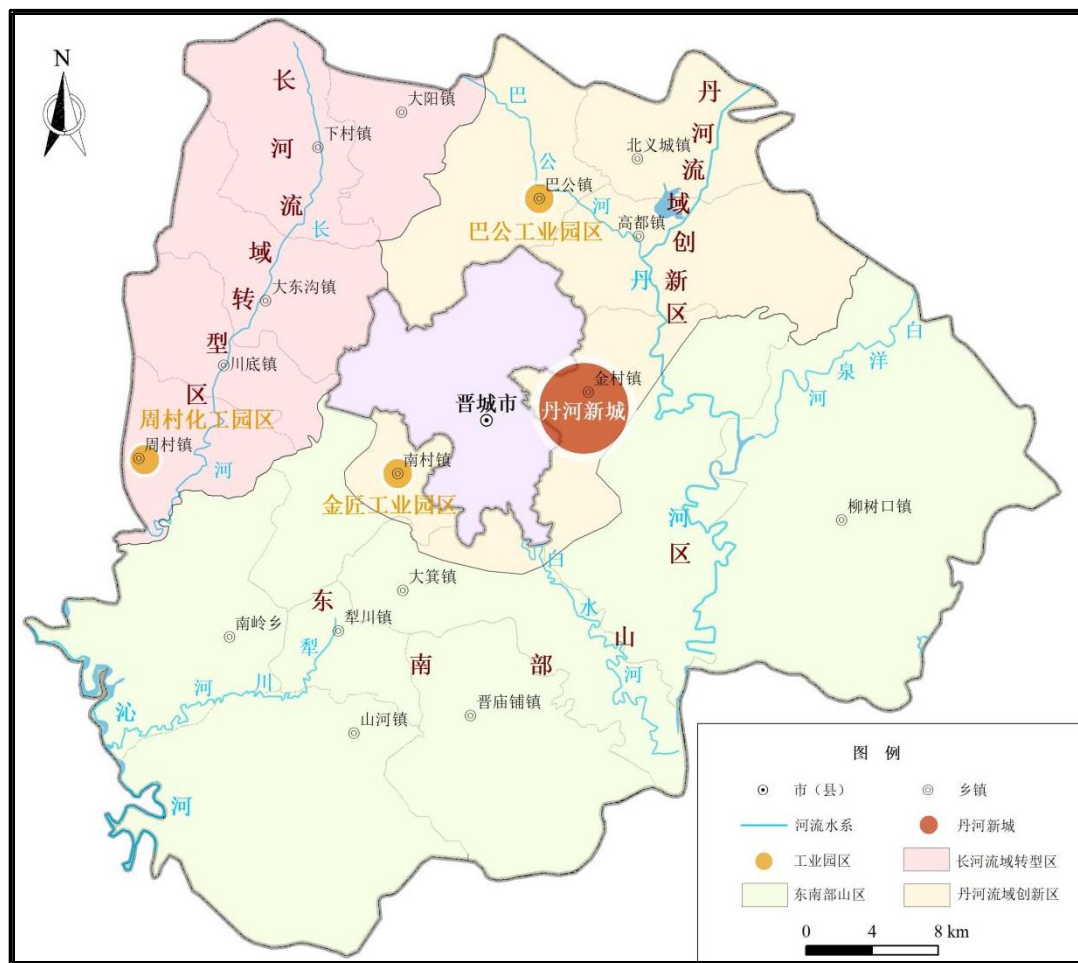 N
长河流域转型区
丹河流域创新区
东南部山区
大阳镇
下村镇
长河
大东沟镇
川底镇
周村化工园区
周村镇
巴公河
北义城镇
巴公镇
巴公工业园区
高都镇
丹河
白洋泉河
金村镇
丹河新城
晋城市
南村镇
金匠工业园区
柳树口镇
白水河
大箕镇
犁川镇
南岭乡
犁川河
沁河
山河镇
晋庙铺镇
图 例
市（县）
乡镇
河流水系
丹河新城
工业园区
长河流域转型区
东南部山区
丹河流域创新区
0 4 8 km